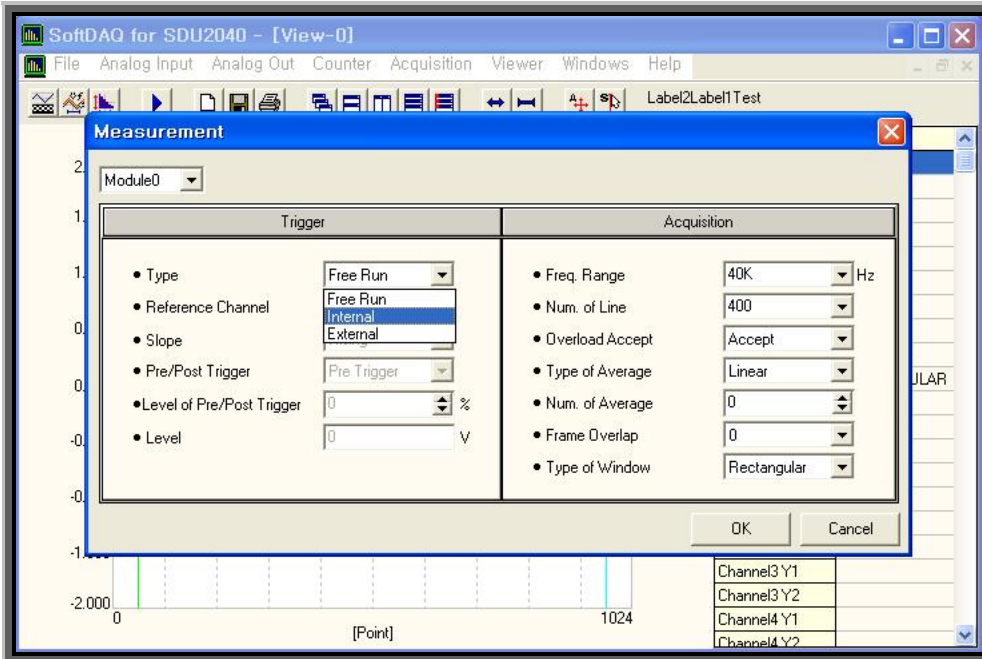 SoftDAQ for SDU2040 - [View-0]
File Analog Input Analog Out Counter Acquisition Viewer Windows Help
Label2Label1Test
Measurement
Module0
Trigger
Acquisition
• Type
Free Run
Free Run
Internal
External
• Reference Channel
• Slope
• Pre/Post Trigger
Pre Trigger
•Level of Pre/Post Trigger
0
%
• Level
0
V
• Freq. Range
40K
Hz
• Num. of Line
400
• Overload Accept
Accept
• Type of Average
Linear
• Num. of Average
0
• Frame Overlap
0
• Type of Window
Rectangular
OK
Cancel
-2.000
0
1024
[Point]
Channel3 Y1
Channel3 Y2
Channel4 Y1
Channel4 Y2